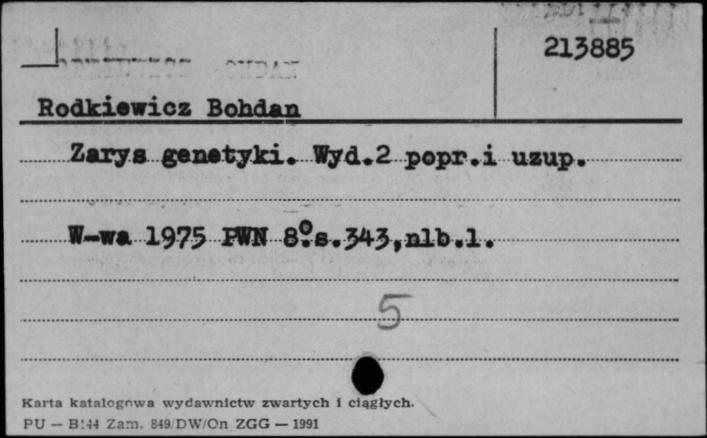 213885
Rodkiewicz Bohdan
Zarys genetyki. Wyd.2 popr.i uzup.
W-wa 1975 PWN 8°.s.343,nlb.1.
5
Karta katalogowa wydawnictw zwartych i ciągłych.
PU — B144 Zam. 849/DW/On ZGG — 1991